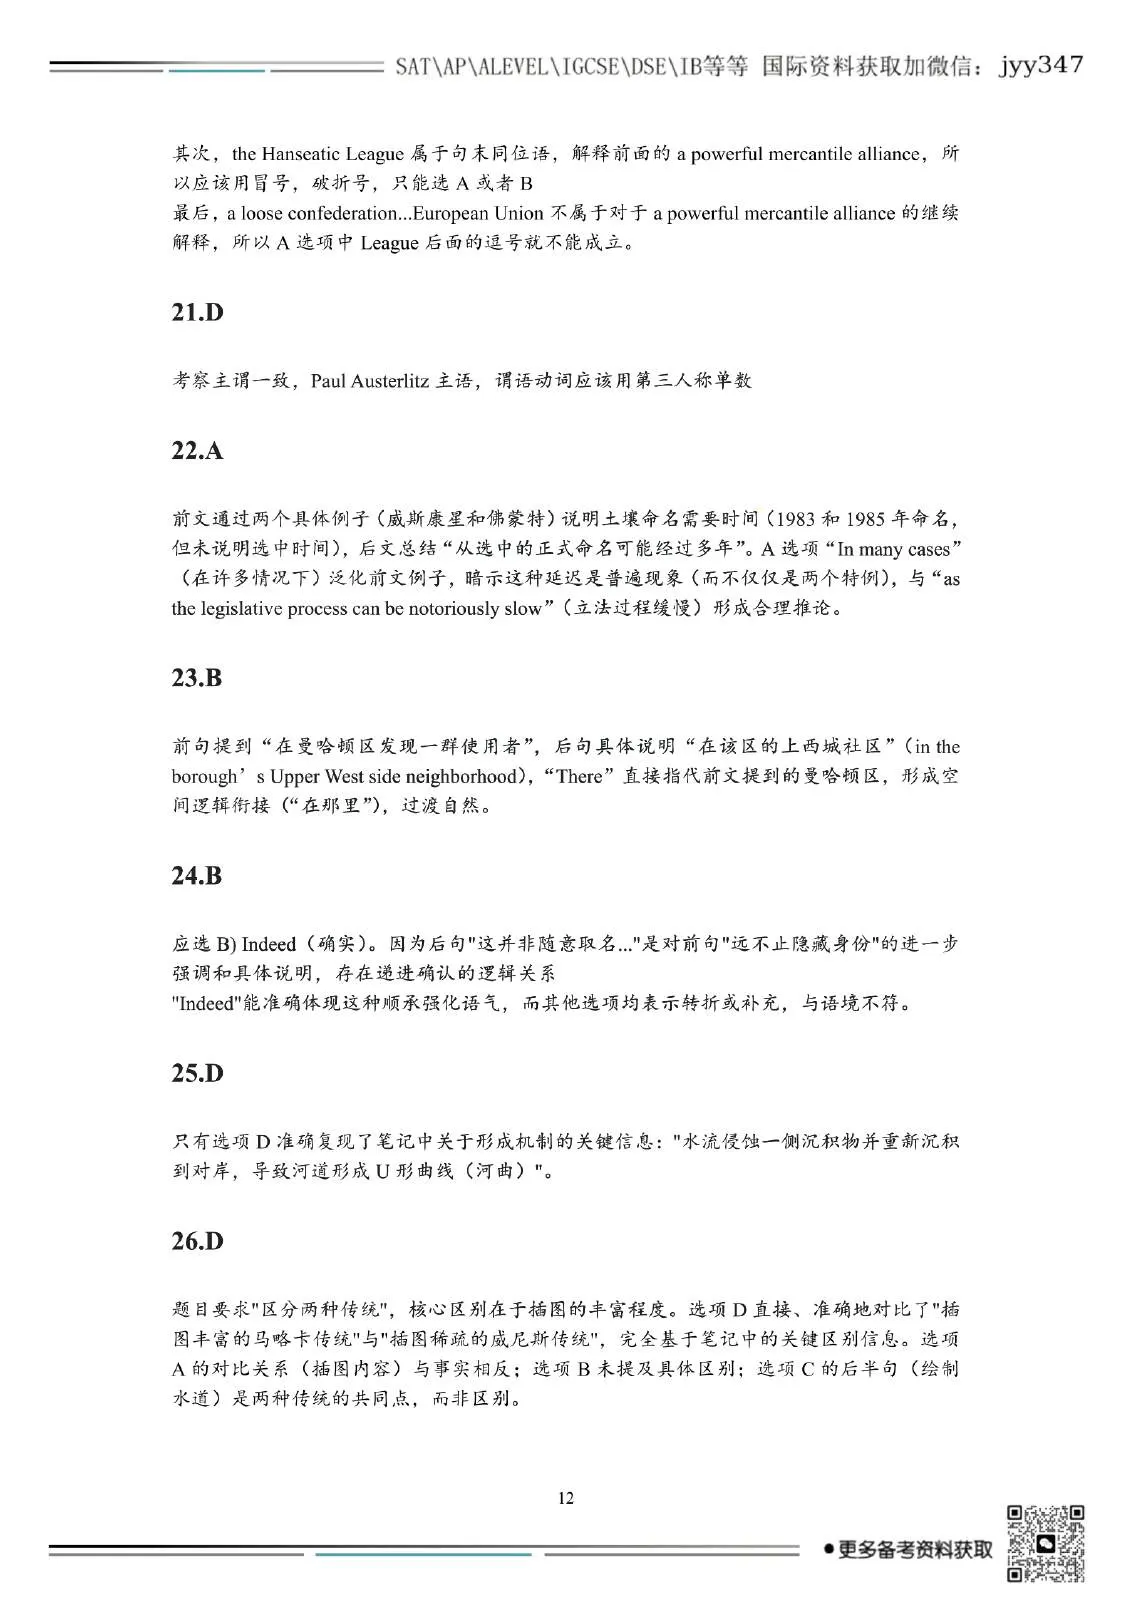 SAT\AP\ALEVEL\IGCSE\DSE\IB等等 国际资料获取加微信：jyy347
其次，the Hanseatic League 属于句末同位语，解释前面的 a powerful mercantile alliance，所
以应该用冒号，破折号，只能选 A 或者 B
最后，a loose confederation...European Union 不属于对于 a powerful mercantile alliance 的继续
解释，所以 A 选项中 League 后面的逗号就不能成立。
21.D
考察主谓一致，Paul Austerlitz 主语，谓语动词应该用第三人称单数
22.A
前文通过两个具体例子（威斯康星和佛蒙特）说明土壤命名需要时间（1983 和 1985 年命名，
但未说明选中时间），后文总结“从选中的正式命名可能经过多年”。A 选项“In many cases”
（在许多情况下）泛化前文例子，暗示这种延迟是普遍现象（而不仅仅是两个特例），与“as
the legislative process can be notoriously slow”（立法过程缓慢）形成合理推论。
23.B
前句提到“在曼哈顿区发现一群使用者”，后句具体说明“在该区的上西城社区”（in the
borough’s Upper West side neighborhood），“There”直接指代前文提到的曼哈顿区，形成空
间逻辑衔接（“在那里”），过渡自然。
24.B
应选 B) Indeed（确实）。因为后句"这并非随意取名..."是对前句"远不止隐藏身份"的进一步
强调和具体说明，存在递进确认的逻辑关系
"Indeed"能准确体现这种顺承强化语气，而其他选项均表示转折或补充，与语境不符。
25.D
只有选项 D 准确复现了笔记中关于形成机制的关键信息："水流侵蚀一侧沉积物并重新沉积
到对岸，导致河道形成 U 形曲线（河曲）"。
26.D
题目要求"区分两种传统"，核心区别在于插图的丰富程度。选项 D 直接、准确地对比了"插
图丰富的马略卡传统"与"插图稀疏的威尼斯传统"，完全基于笔记中的关键区别信息。选项
A 的对比关系（插图内容）与事实相反；选项 B 未提及具体区别；选项 C 的后半句（绘制
水道）是两种传统的共同点，而非区别。
12
●更多备考资料获取